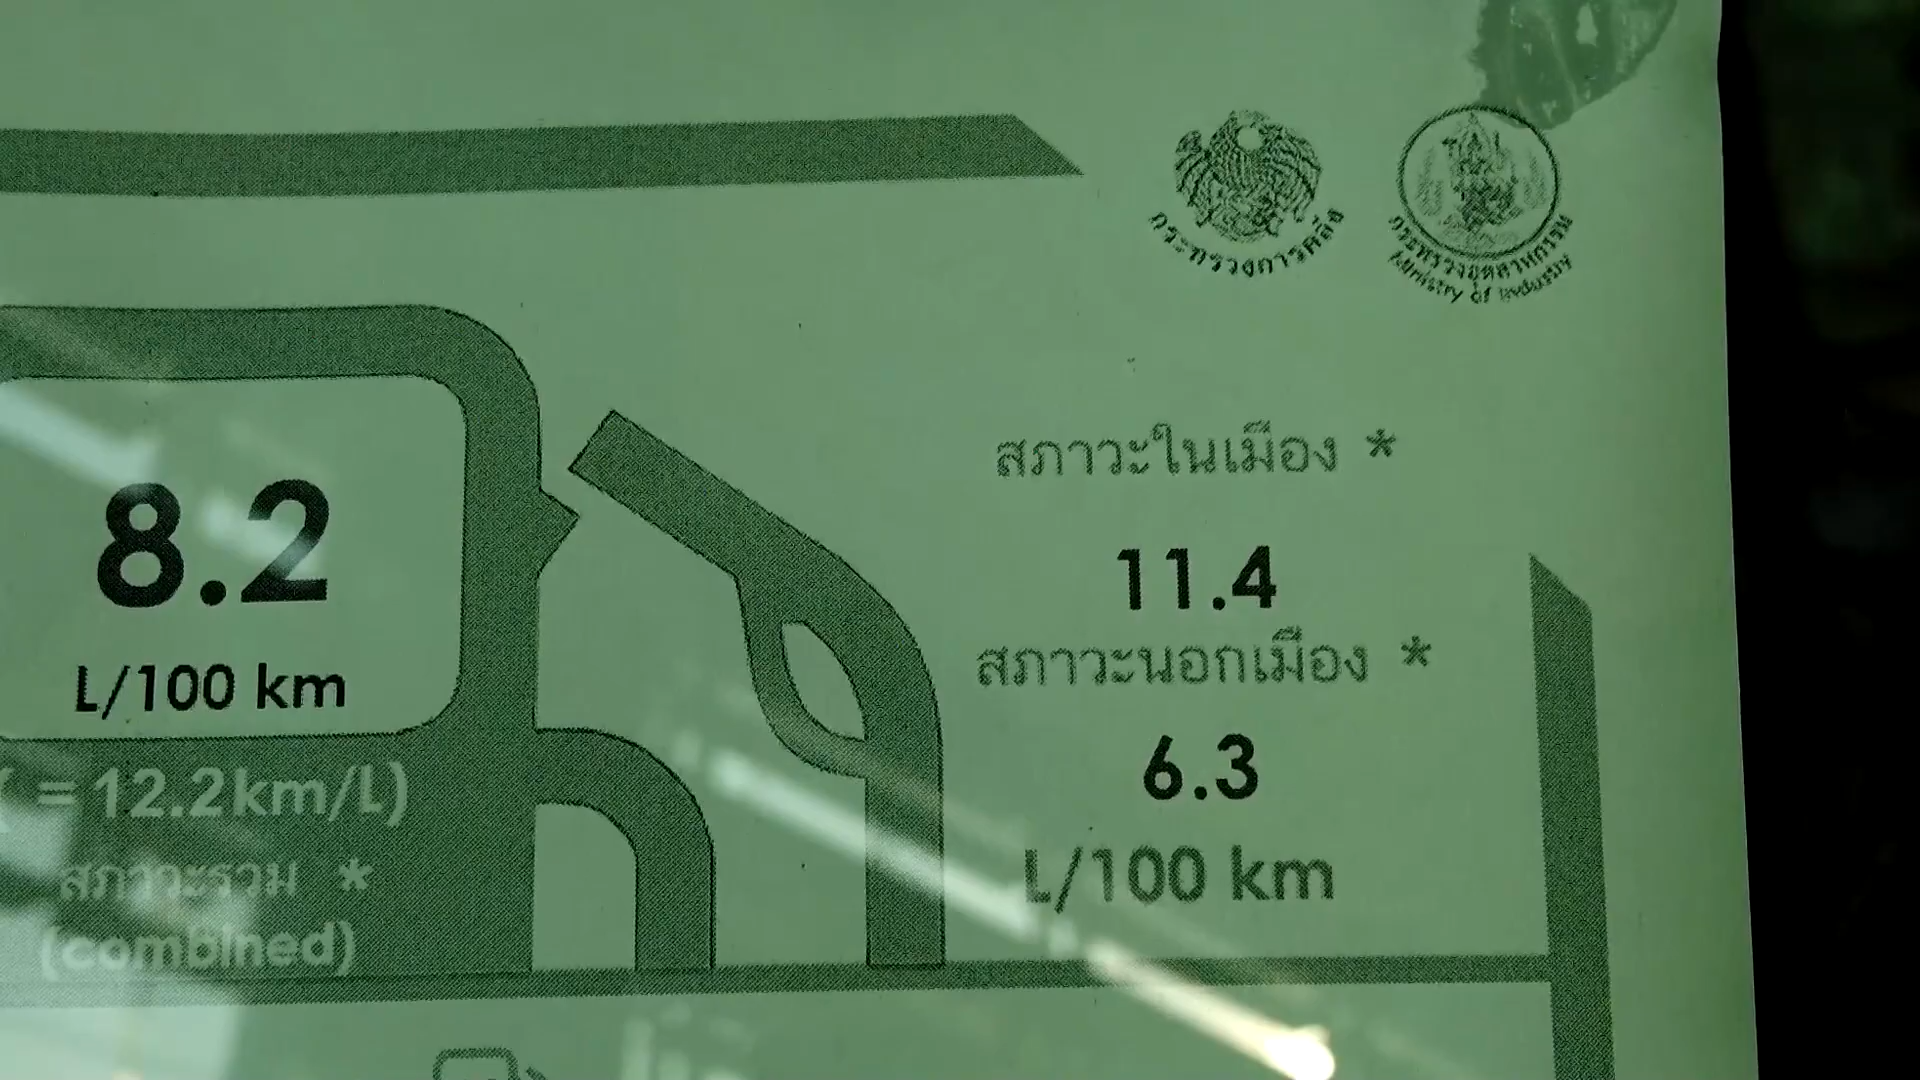 กระทรวงการคลัง
กระทรวงอุตสาหกรรม
Ministry of Industry
สภาวะในเมือง *
11.4
สภาวะนอกเมือง *
6.3
L/100 km
8.2
L/100 km
( = 12.2km/L)
สภาวะรวม *
(combined)